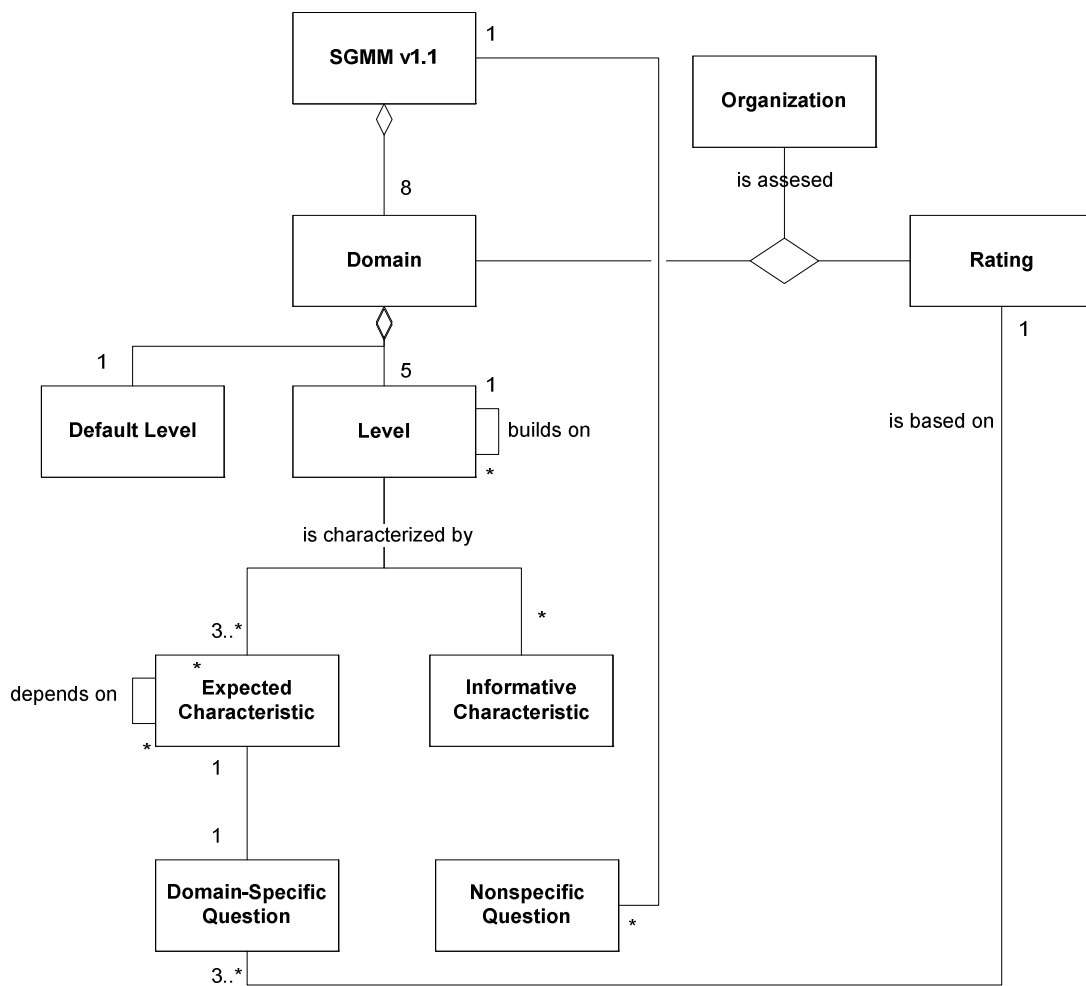 SGMM v1.1
1
Organization
is assesed
8
Domain
Rating
1
1
5
1
Default Level
Level
builds on
*
is based on
is characterized by
3..*
*
*
depends on
Expected
Characteristic
Informative
Characteristic
*
1
1
Domain-Specific
Question
Nonspecific
Question
*
3..*